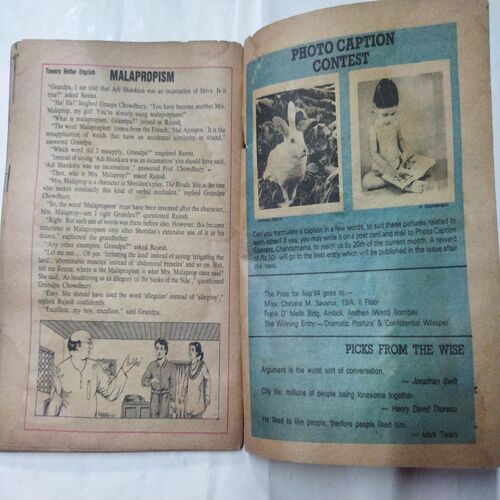 Toward Better English
MALAPROPISM
"Grandpa, I am told that Adi Shankara was an incantation of Shiva. Is it
true?" asked Reena.
"Ha! Ha!" laughed Granpa Chowdhury, "You have become another Mrs.
Malaprop, my girl! You're already using malapropisms!"
"What is malapropism, Grandpa?" joined in Rajesh.
"The word 'Malapropism' comes from the French, 'Mal Apropos.' It is the
misapplication of words that have an accidental similarity in sound,"
answered Grandpa.
"Which word did I misapply, Grandpa?" enquired Reena.
"Instead of saying 'Adi Shankara was an incantation' you should have said,
'Adi Shankara was an incarnation'," answered Prof. Chowdhury.
"Then, who is Mrs. Malaprop?" asked Rajesh.
"Mrs. Malaprop is a character in Sheridan's play, The Rivals. She is the one
what makes constantly this kind of verbal confusion," replied Grandpa
Chowdhury.
"So, the word 'Malapropism' must have been invented after the character,
Mrs. Malaprop—am I right Grandpa?" questioned Rajesh.
"Right. But such use of words was there before also. However, this became
notorious as Malapropism only after Sheridan's extensive use of it in his
drama," explained the grandfather.
"Any other examples, Grandpa?" asked Rajesh.
"Let me see.... Oh yes. 'Irritating the land' instead of saying 'irrigating the
land', 'abominable muscles' instead of 'abdominal muscles' and so on. But,
tell me Reena, where is the Malapropism in what Mrs. Malaprop once said?
She said, 'As headstrong as an allegory on the banks of the Nile'," questioned
Grandpa Chowdhury.
"Easy. She should have used the word 'alligator' instead of 'allegory',"
replied Rajesh confidently.
"Excellent, my boy, excellent," said Grandpa.
PHOTO CAPTION
CONTEST
Can you formulate a caption in a few words, to suit these pictures related to
each other? If yes, you may write it on a post card and mail to Photo Caption
Contest, Chandamama, to reach us by 20th of the current month. A reward
of Rs.50/- will go to the best entry which will be published in the issue after
the next.
The Prize for Sep'84 goes to:—
Miss. Chetana M. Savanur, 13/A, II Floor
Frank D' Mello Bldg, Amboli, Andheri (West) Bombay.
The Winning Entry:—'Dramatic Posture' & 'Confidential Whisper'
PICKS FROM THE WISE
Argument is the worst sort of conversation.
— Jonathan Swift
City life: millions of people being lonesome together.
— Henry David Thoreau.
He liked to like people, therfore people liked him.
— Mark Twain.